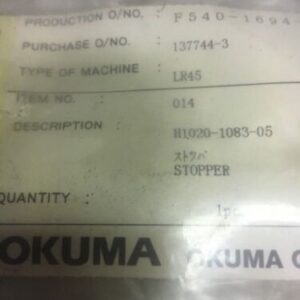 PRODUCTION O/NO. : F540-1694
PURCHASE O/NO. : 137744-3
TYPE OF MACHINE : LR45
ITEM NO. : 014
DESCRIPTION : H1020-1083-05
ストツパ
STOPPER
QUANTITY :
OKUMA OKUMA